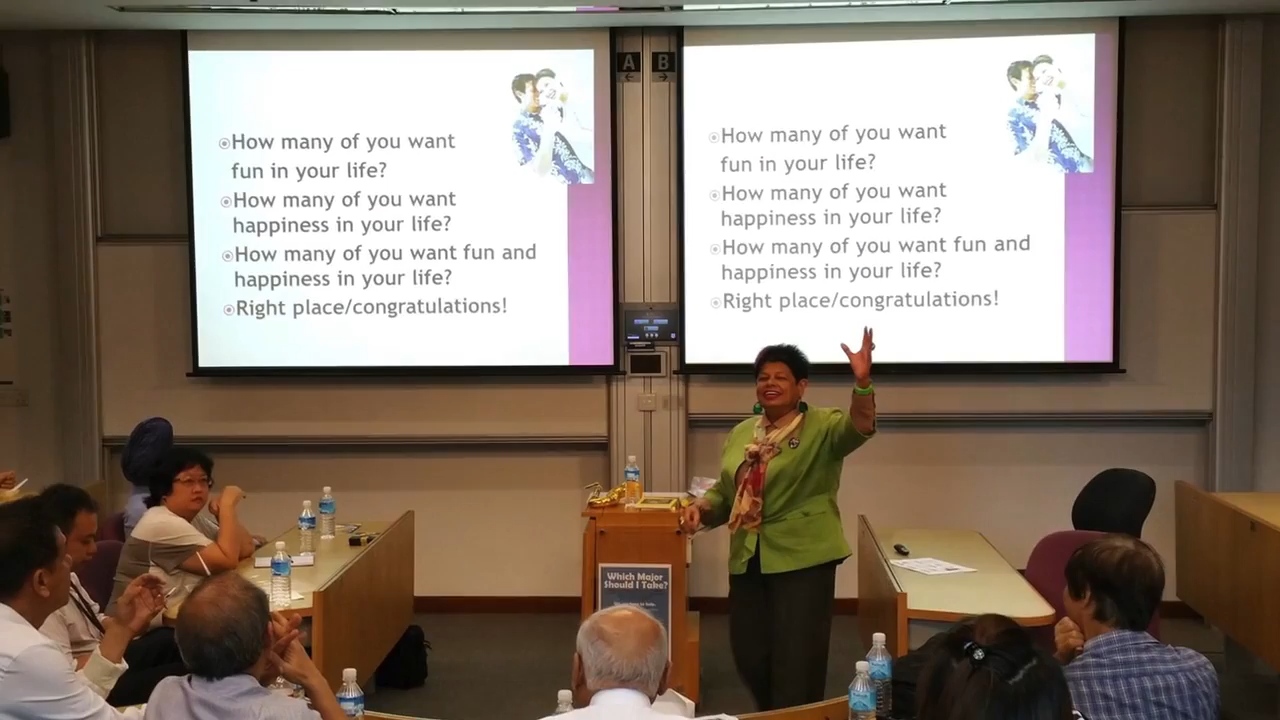 How many of you want
fun in your life?
How many of you want
happiness in your life?
How many of you want fun and
happiness in your life?
Right place/congratulations!
A
B
How many of you want
fun in your life?
How many of you want
happiness in your life?
How many of you want fun and
happiness in your life?
Right place/congratulations!
Which Major
Should I Take?